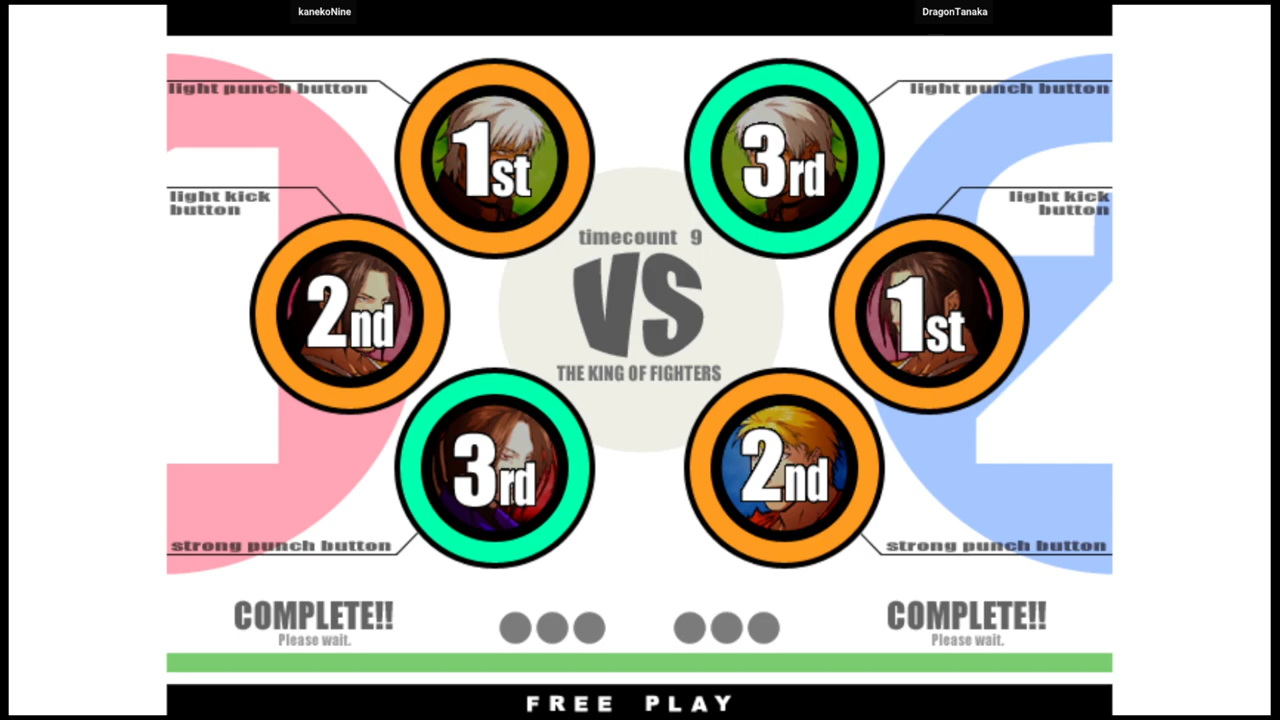 kanekoNine
DragonTanaka
light punch button
light punch button
1st
3rd
light kick
button
light kick
button
timecount 9
VS
THE KING OF FIGHTERS
2nd
1st
3rd
2nd
strong punch button
strong punch button
COMPLETE!!
Please wait.
COMPLETE!!
Please wait.
FREE PLAY